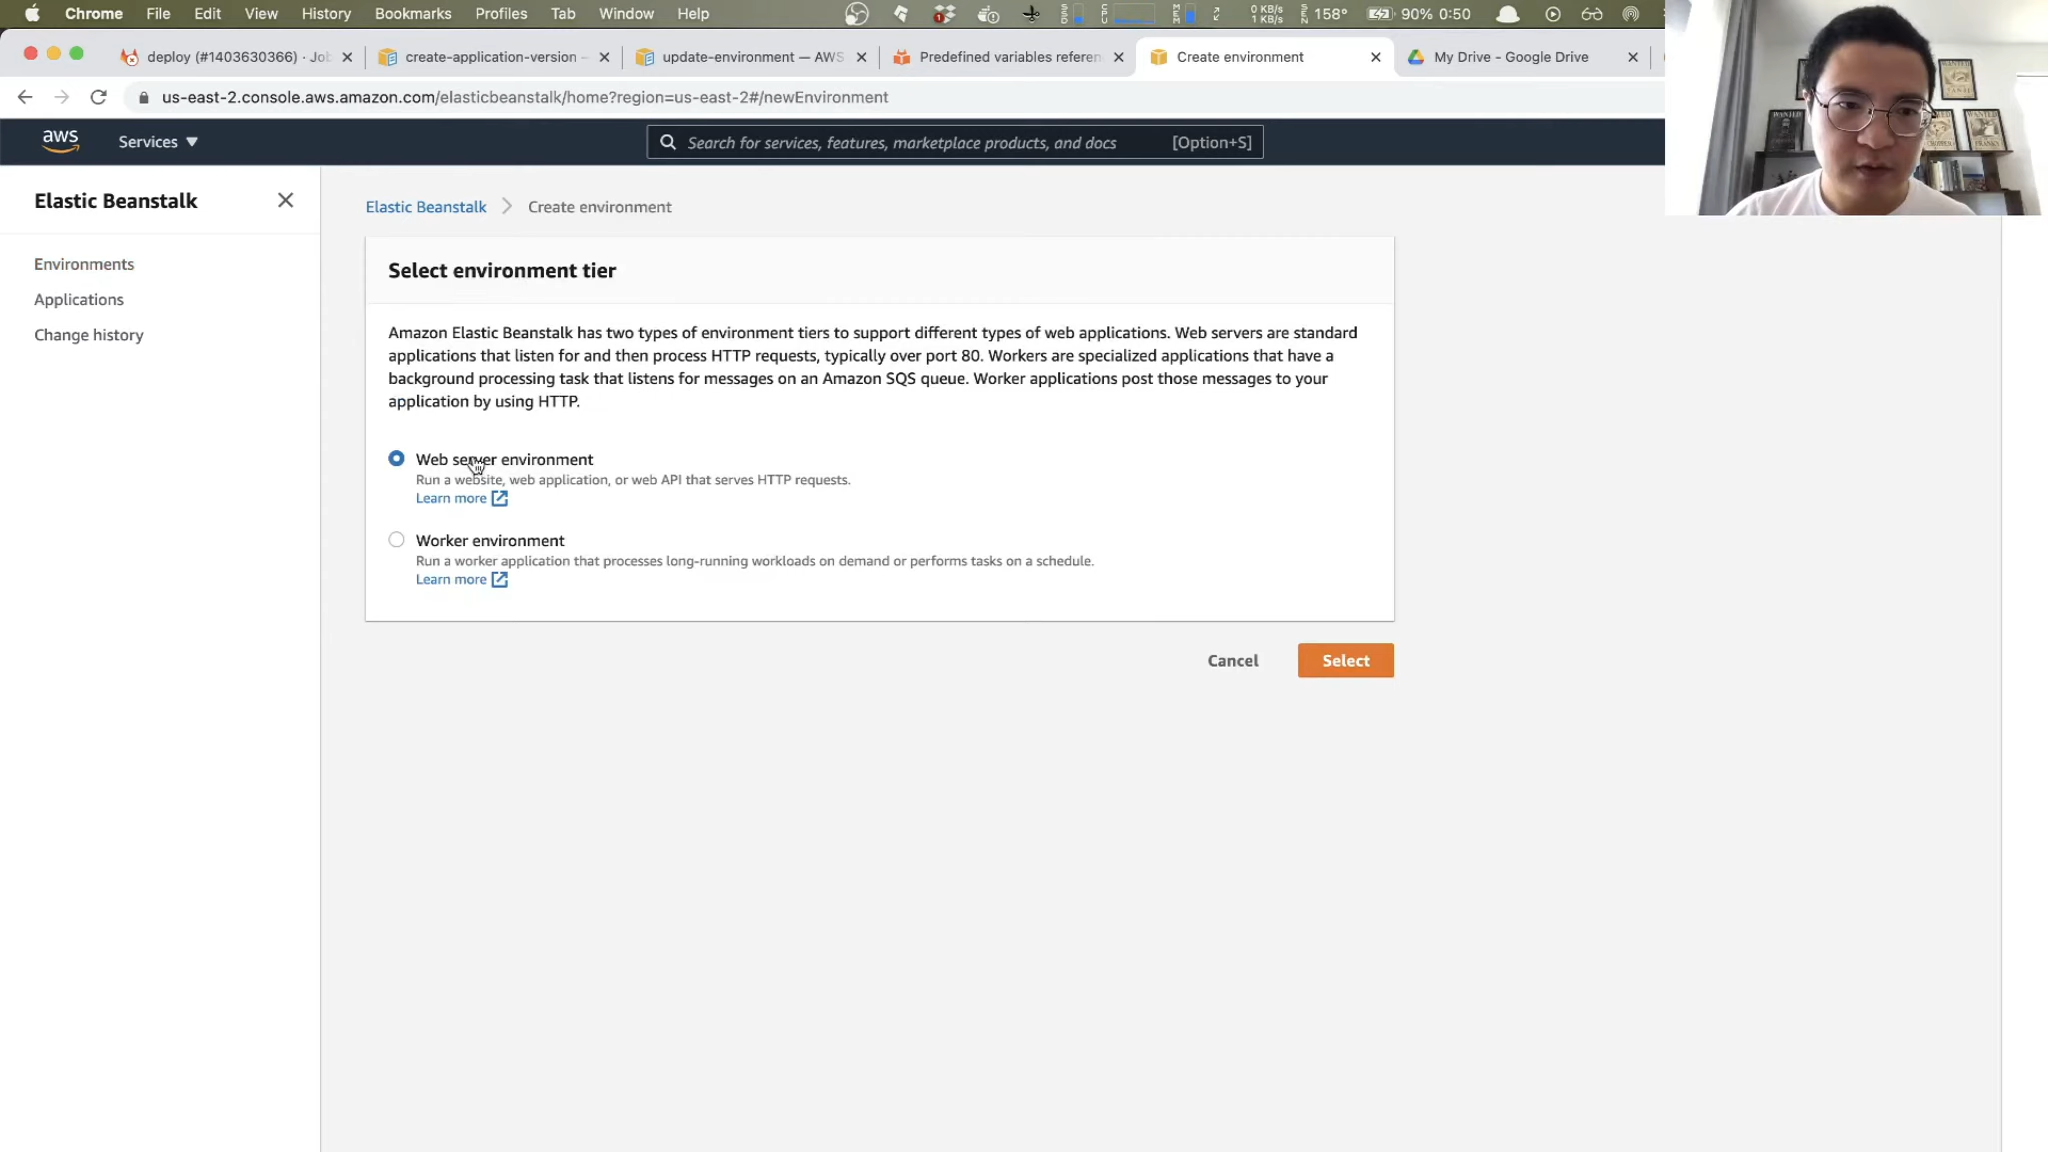 Chrome File Edit View History Bookmarks Profiles Tab Window Help 0 KB/s 1 KB/s 158° 90% 0:50
deploy (#1403630366) · Job create-application-version – update-environment — AWS Predefined variables referen Create environment My Drive - Google Drive
us-east-2.console.aws.amazon.com/elasticbeanstalk/home?region=us-east-2#/newEnvironment
aws Services Search for services, features, marketplace products, and docs [Option+S]
Elastic Beanstalk
Environments
Applications
Change history
Elastic Beanstalk > Create environment
Select environment tier
Amazon Elastic Beanstalk has two types of environment tiers to support different types of web applications. Web servers are standard
applications that listen for and then process HTTP requests, typically over port 80. Workers are specialized applications that have a
background processing task that listens for messages on an Amazon SQS queue. Worker applications post those messages to your
application by using HTTP.
Web server environment
Run a website, web application, or web API that serves HTTP requests.
Learn more
Worker environment
Run a worker application that processes long-running workloads on demand or performs tasks on a schedule.
Learn more
Cancel Select